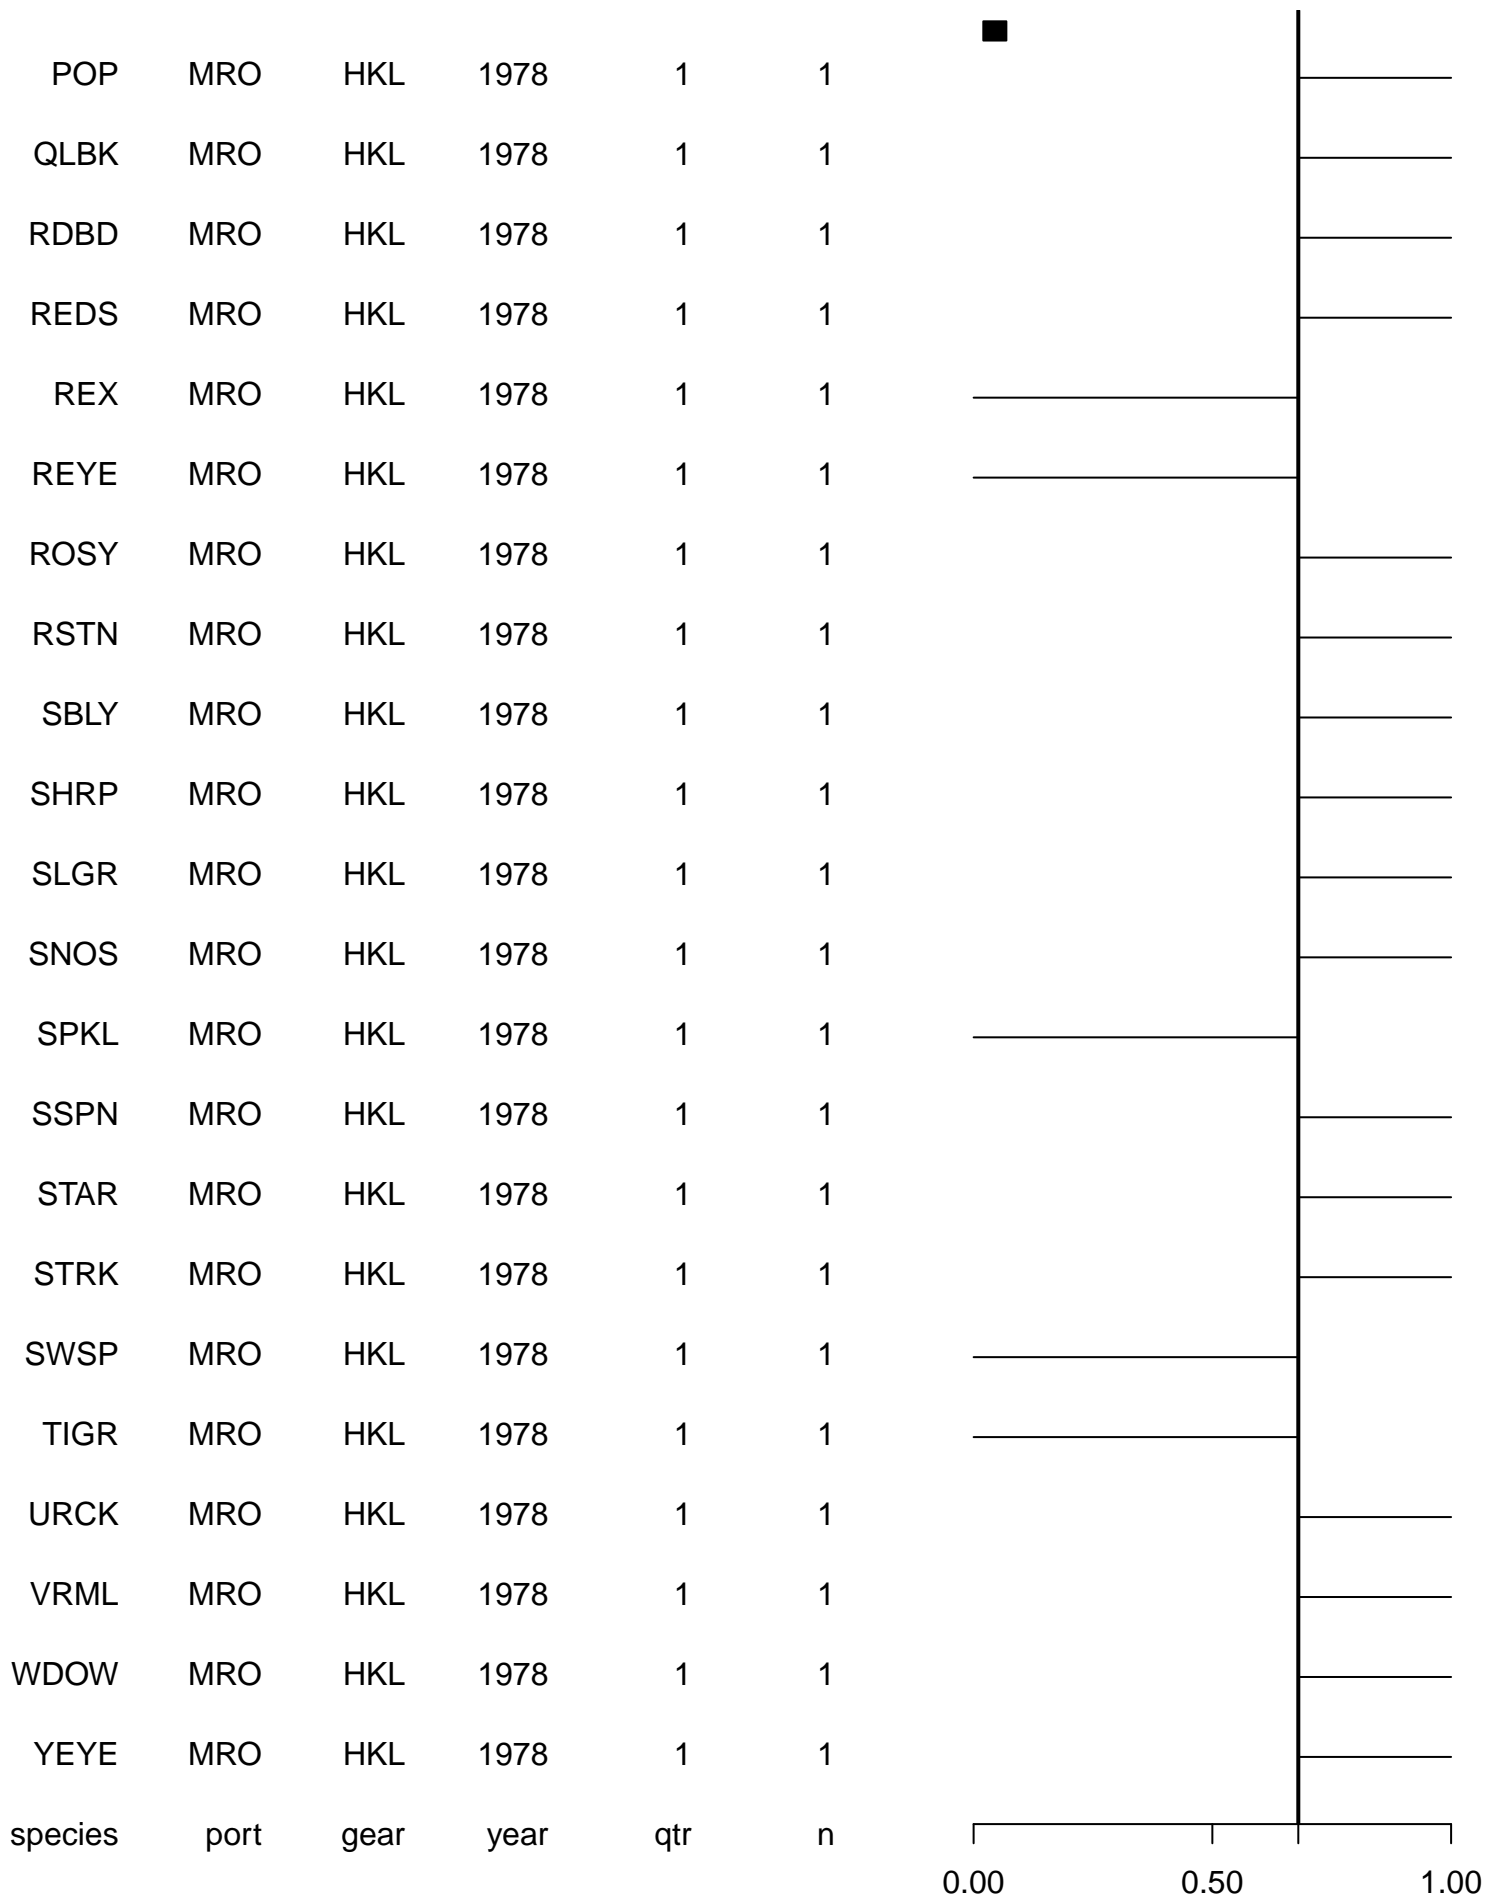 POP MRO HKL 1978 1 1
QLBK MRO HKL 1978 1 1
RDBD MRO HKL 1978 1 1
REDS MRO HKL 1978 1 1
REX MRO HKL 1978 1 1
REYE MRO HKL 1978 1 1
ROSY MRO HKL 1978 1 1
RSTN MRO HKL 1978 1 1
SBLY MRO HKL 1978 1 1
SHRP MRO HKL 1978 1 1
SLGR MRO HKL 1978 1 1
SNOS MRO HKL 1978 1 1
SPKL MRO HKL 1978 1 1
SSPN MRO HKL 1978 1 1
STAR MRO HKL 1978 1 1
STRK MRO HKL 1978 1 1
SWSP MRO HKL 1978 1 1
TIGR MRO HKL 1978 1 1
URCK MRO HKL 1978 1 1
VRML MRO HKL 1978 1 1
WDOW MRO HKL 1978 1 1
YEYE MRO HKL 1978 1 1
species port gear year qtr n
0.00 0.50 1.00